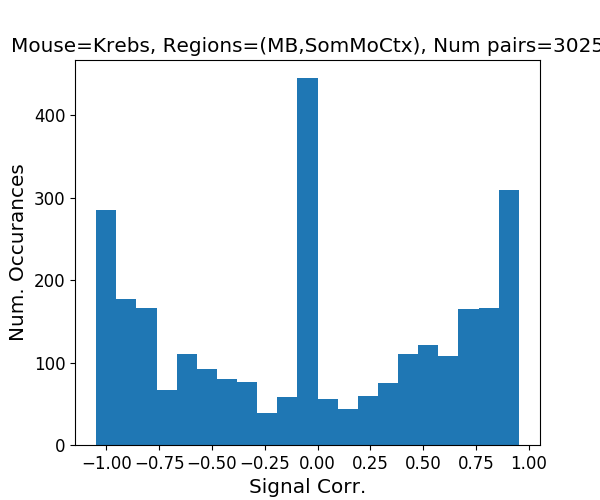 Mouse=Krebs, Regions=(MB,SomMoCtx), Num pairs=3025
Num. Occurances
400
300
200
100
0
−1.00 −0.75 −0.50 −0.25 0.00 0.25 0.50 0.75 1.00
Signal Corr.